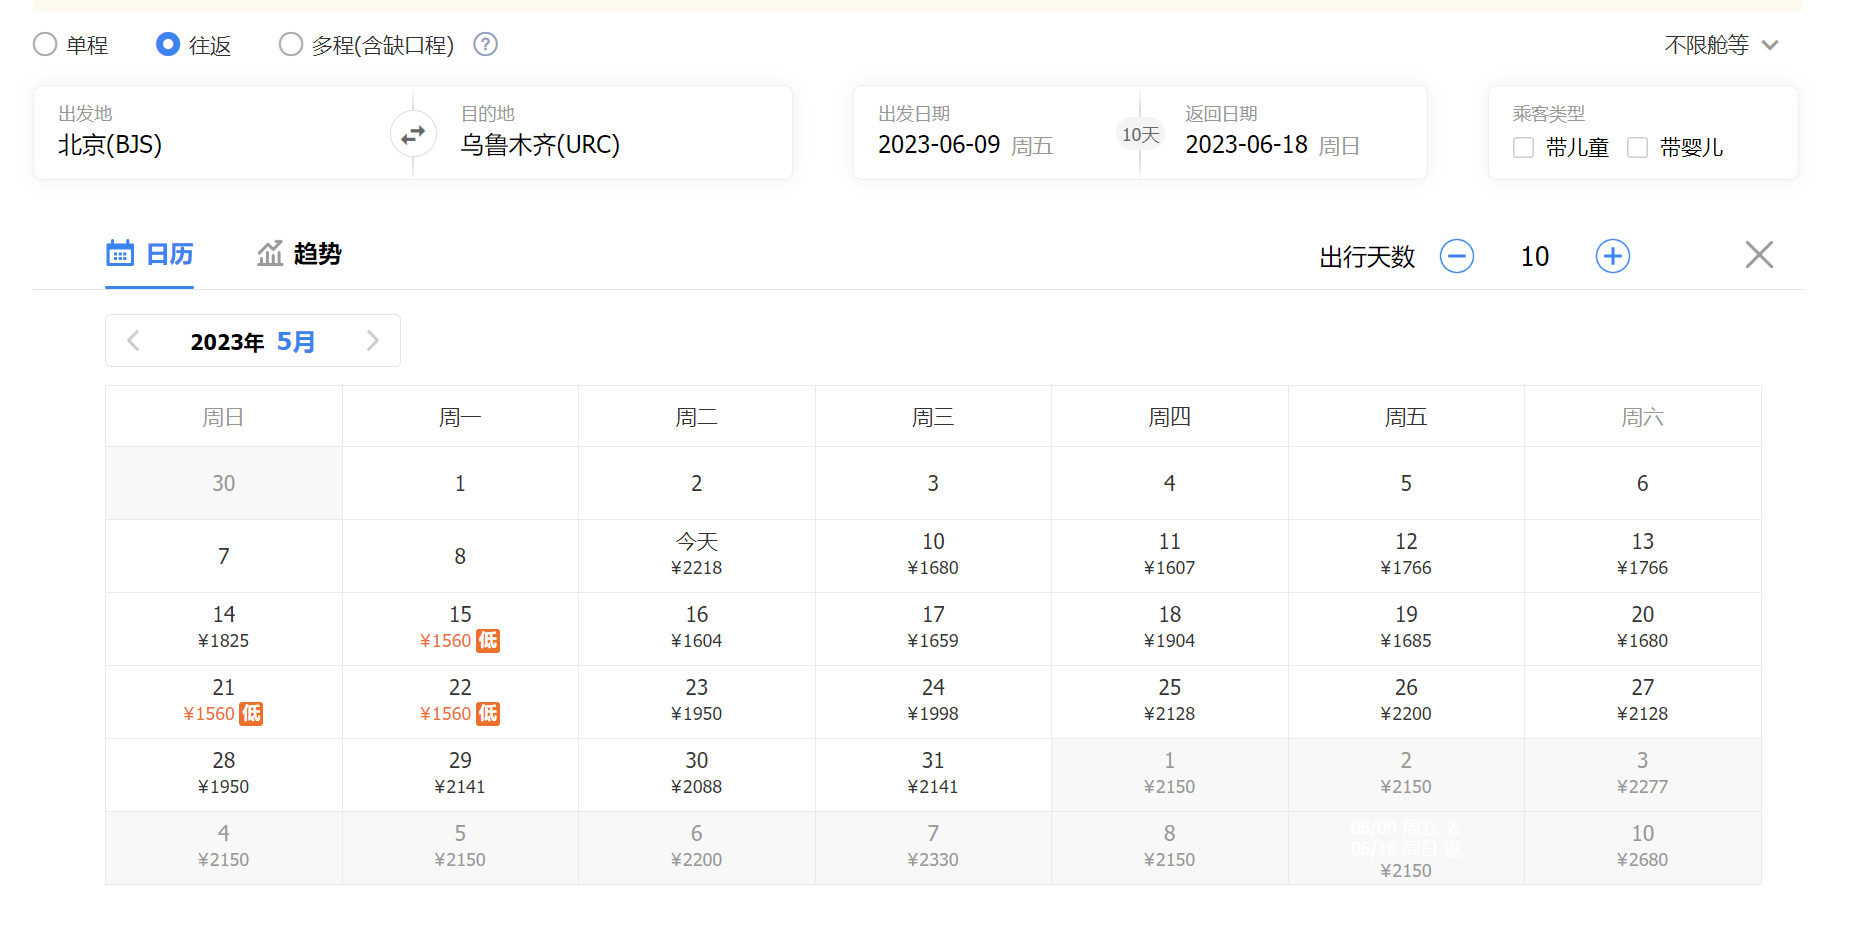 单程 往返 多程(含缺口程) ? 不限舱等
出发地 目的地 出发日期 返回日期 乘客类型
北京(BJS) 乌鲁木齐(URC) 2023-06-09 周五 10天 2023-06-18 周日 带儿童 带婴儿
日历 趋势 出行天数 10
2023年 5月
周日 周一 周二 周三 周四 周五 周六
30 1 2 3 4 5 6
7 8 今天 10 11 12 13
¥2218 ¥1680 ¥1607 ¥1766 ¥1766
14 15 16 17 18 19 20
¥1825 ¥1560 低 ¥1604 ¥1659 ¥1904 ¥1685 ¥1680
21 22 23 24 25 26 27
¥1560 低 ¥1560 低 ¥1950 ¥1998 ¥2128 ¥2200 ¥2128
28 29 30 31 1 2 3
¥1950 ¥2141 ¥2088 ¥2141 ¥2150 ¥2150 ¥2277
4 5 6 7 8 06/09 周五 去 10
06/18 周日 返
¥2150 ¥2150 ¥2200 ¥2330 ¥2150 ¥2150 ¥2680